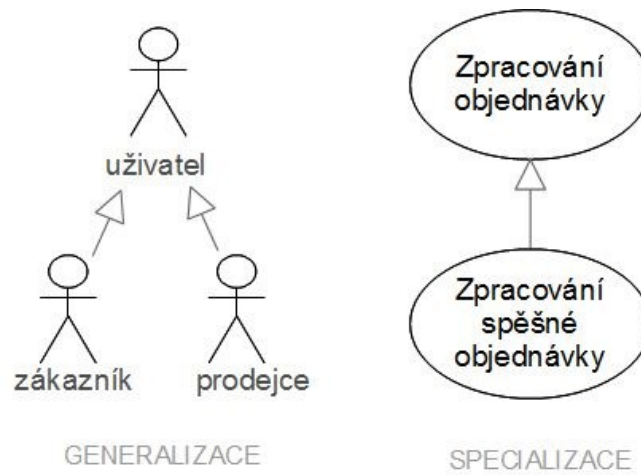 uživatel
zákazník
prodejce
GENERALIZACE
Zpracování
objednávky
Zpracování
spěšné
objednávky
SPECIALIZACE